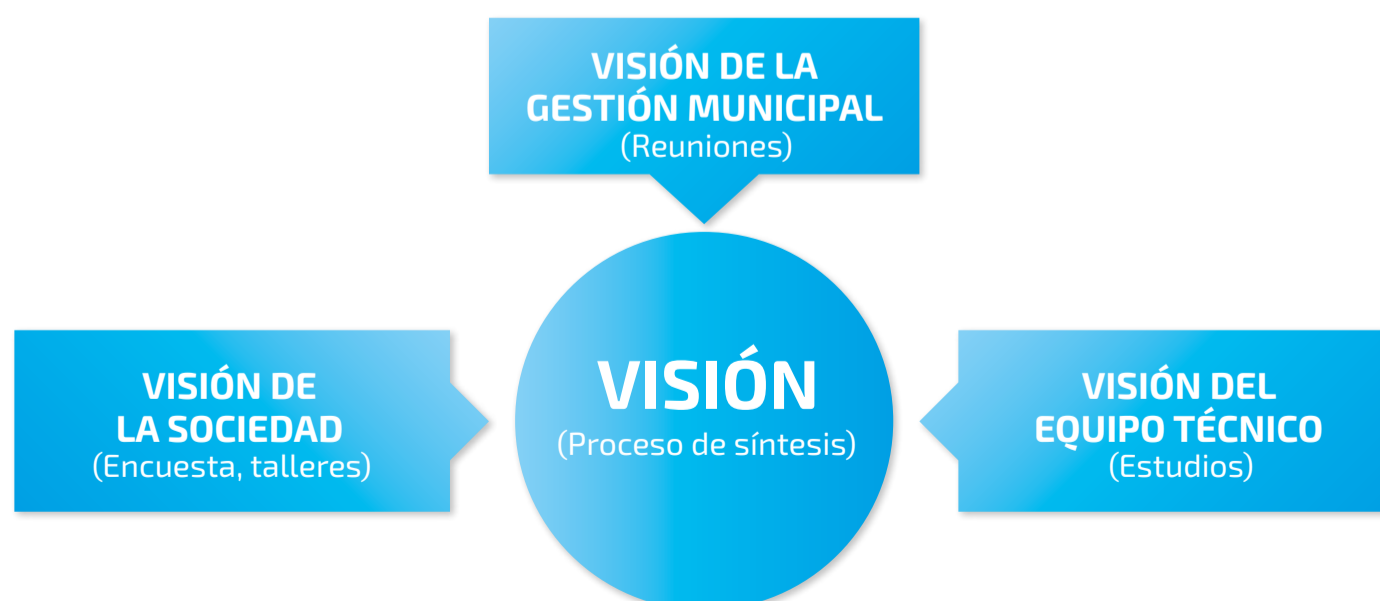 VISIÓN DE LA
GESTIÓN MUNICIPAL
(Reuniones)
VISIÓN DE
LA SOCIEDAD
(Encuesta, talleres)
VISIÓN
(Proceso de síntesis)
VISIÓN DEL
EQUIPO TÉCNICO
(Estudios)